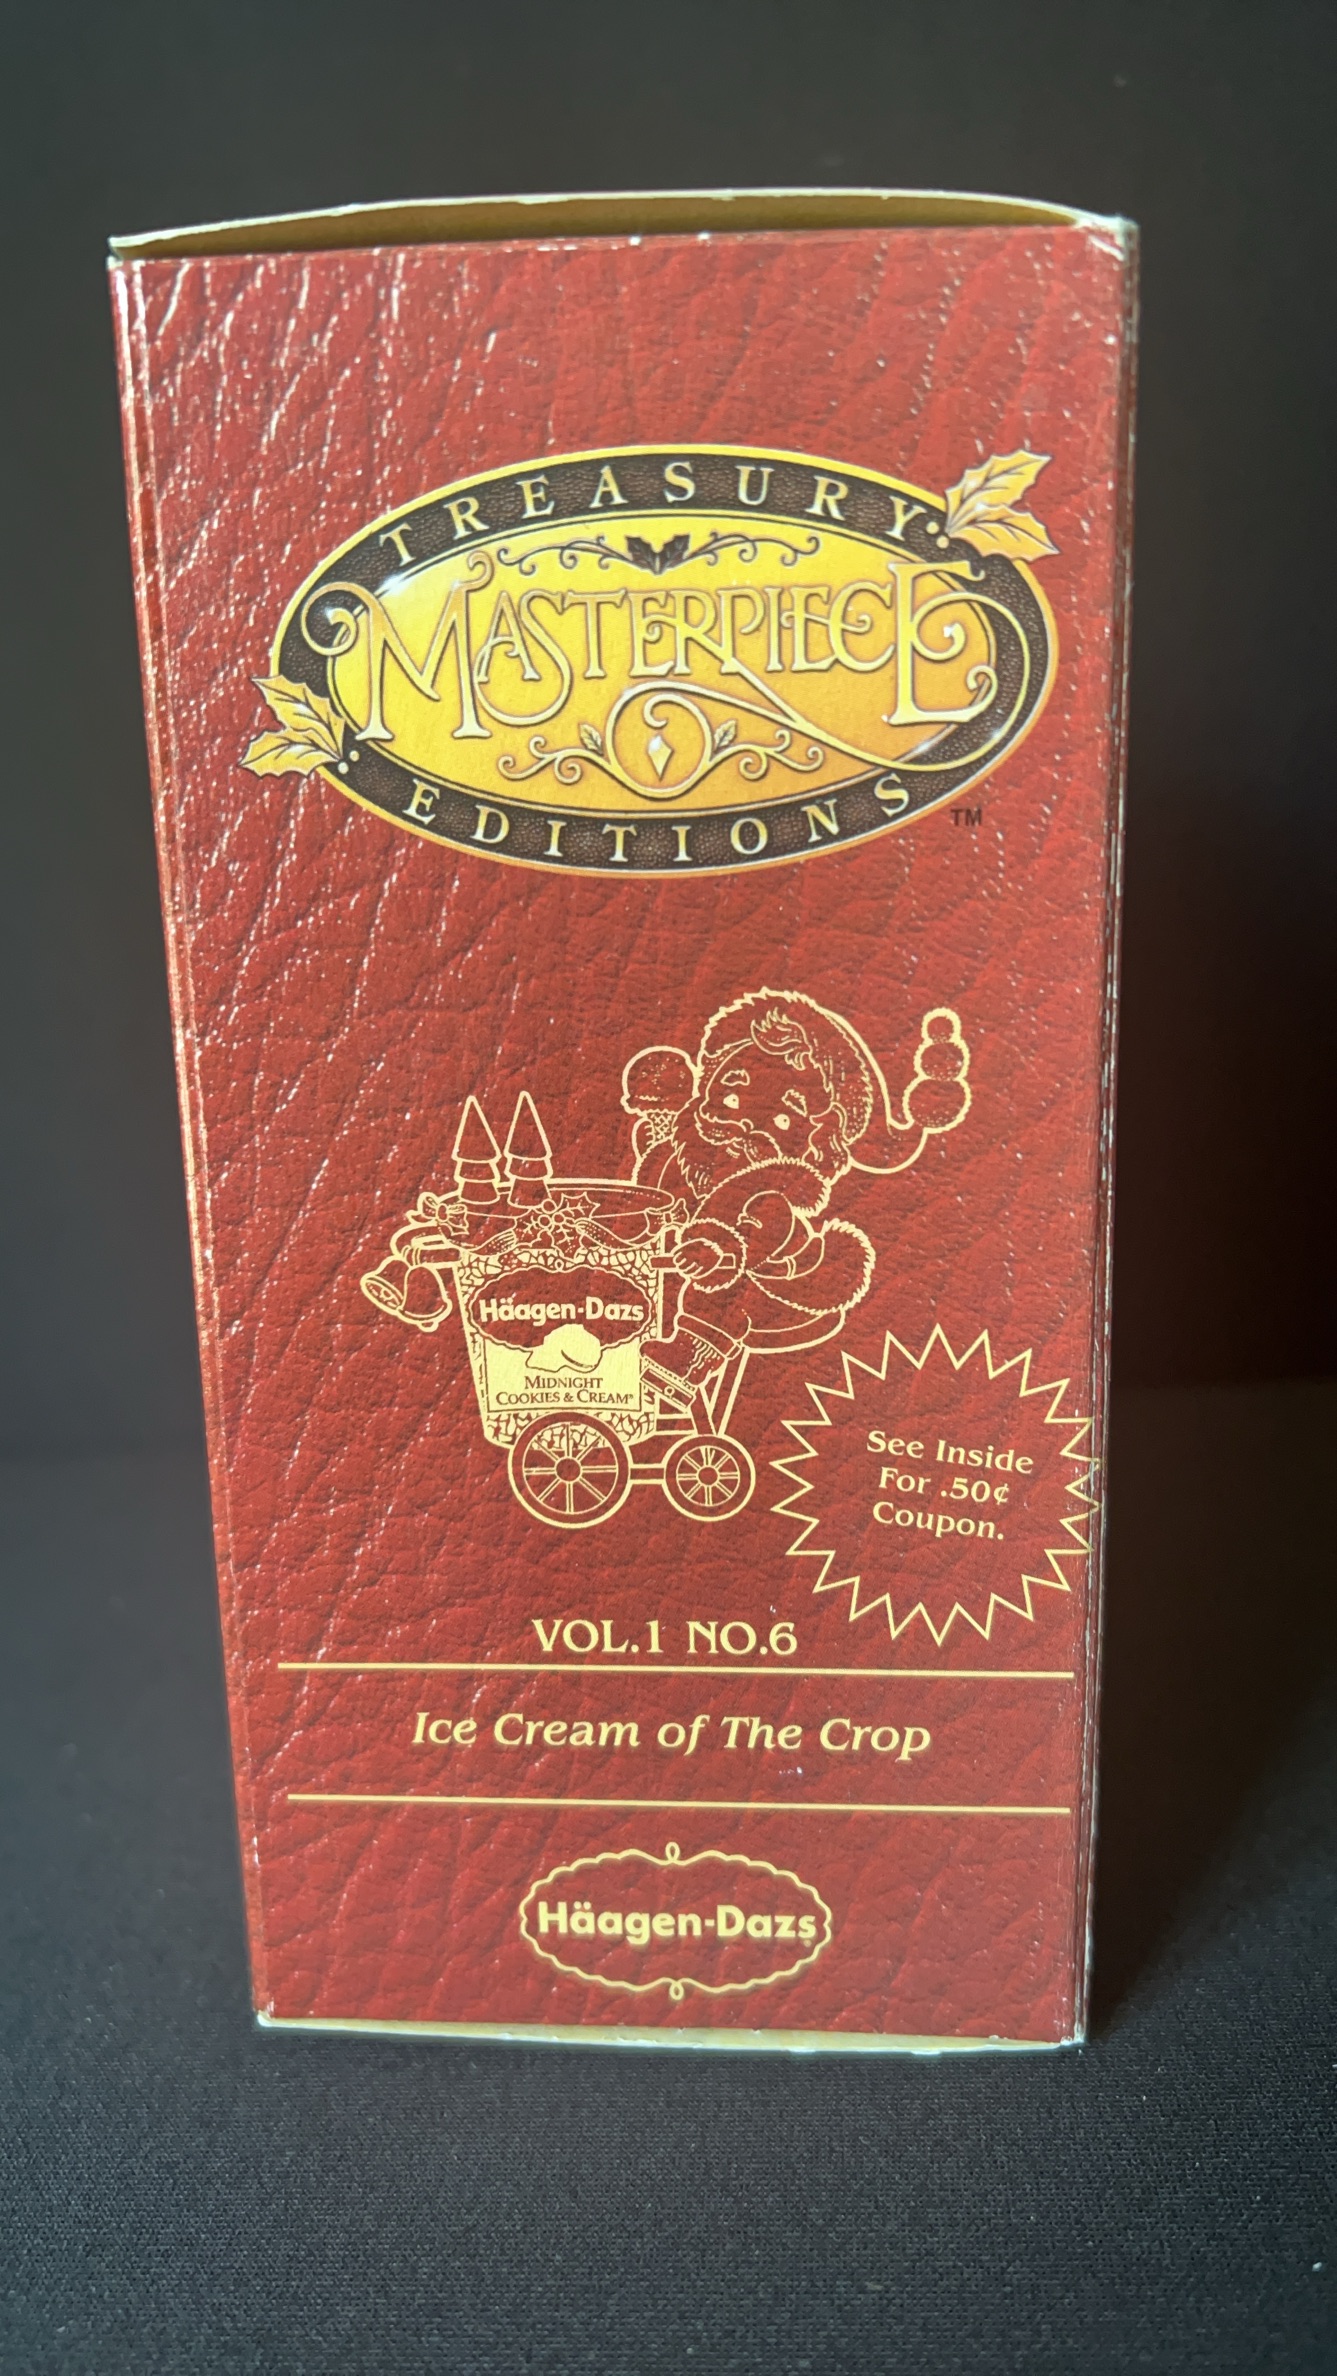 TREASURY
MASTERPIECE
EDITIONS
TM
Häagen-Dazs
MIDNIGHT
COOKIES & CREAM®
See Inside
For .50¢
Coupon.
VOL.1 NO.6
Ice Cream of The Crop
Häagen-Dazs